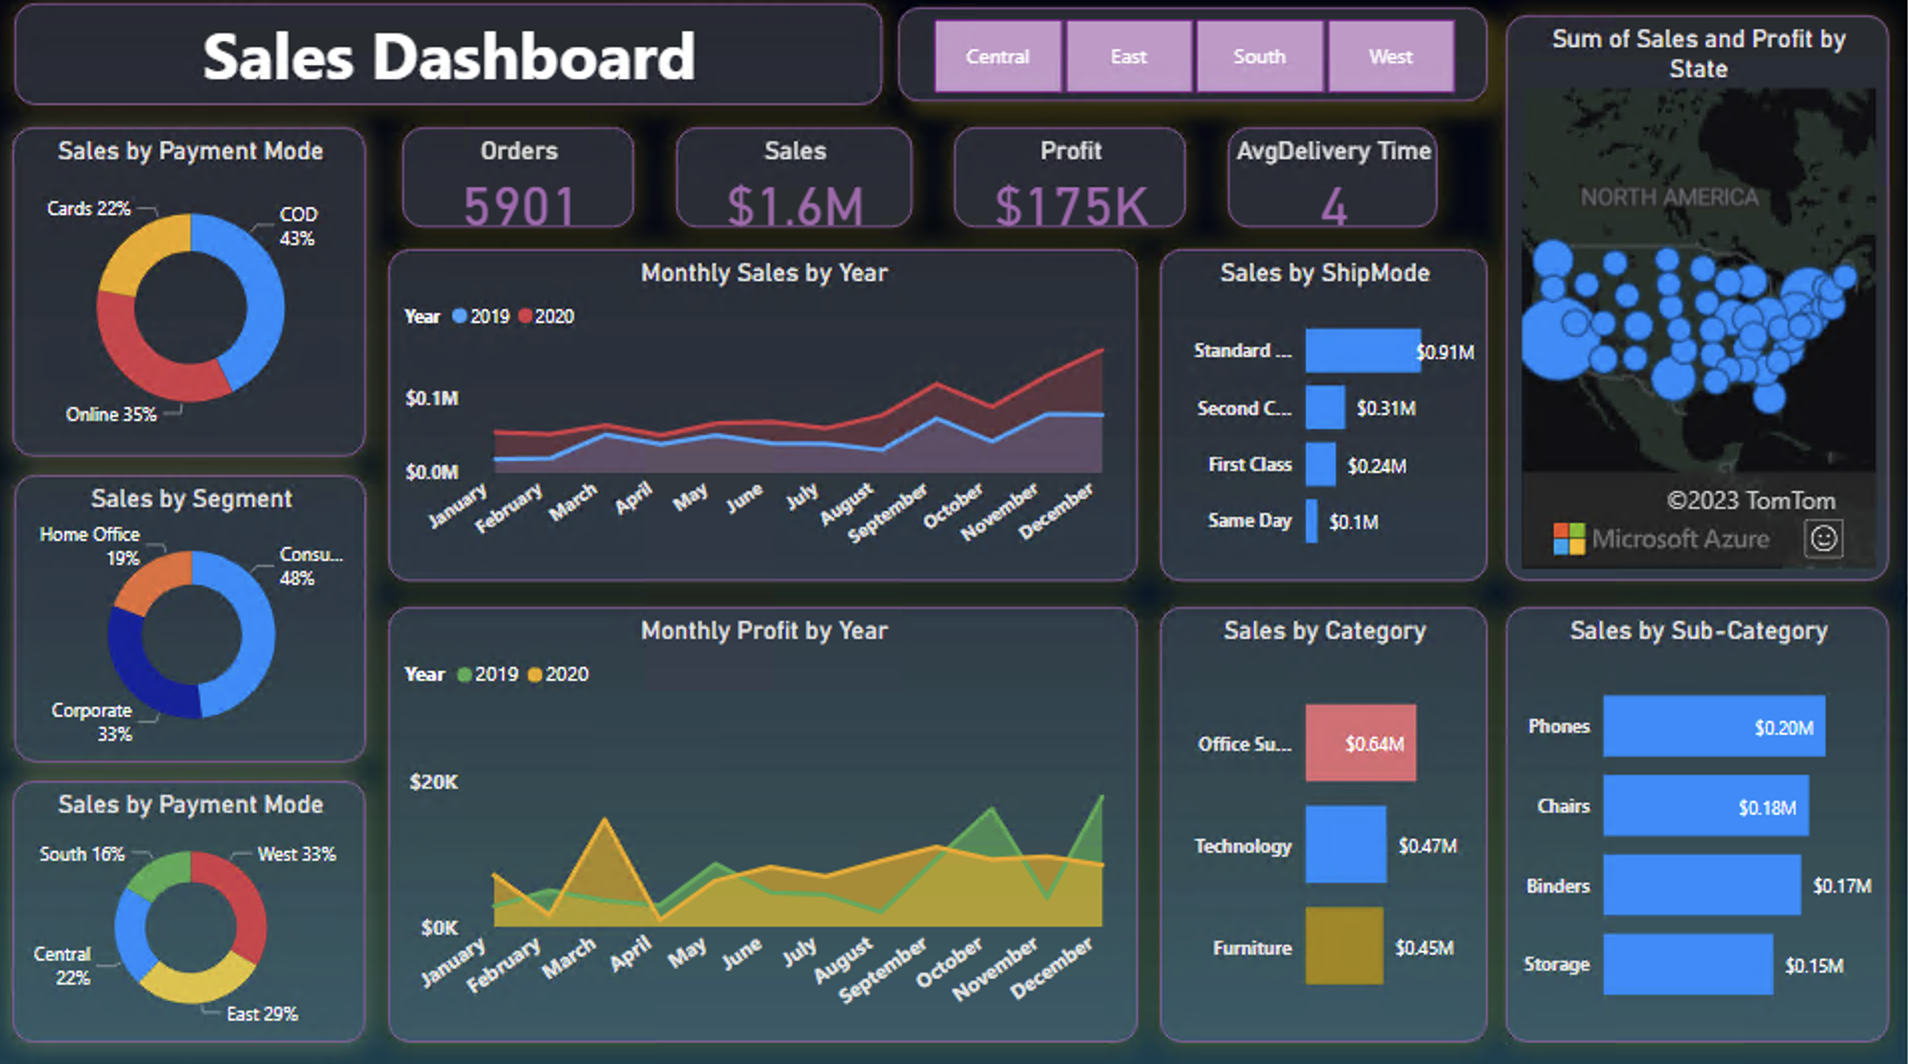 Sales Dashboard
Central
East
South
West
Sum of Sales and Profit by
State
NORTH AMERICA
©2023 TomTom
Microsoft Azure
Sales by Payment Mode
Cards 22%
COD
43%
Online 35%
Orders
5901
Sales
$1.6M
Profit
$175K
AvgDelivery Time
4
Monthly Sales by Year
Year 2019 2020
$0.1M
$0.0M
January
February
March
April
May
June
July
August
September
October
November
December
Sales by ShipMode
Standard ... $0.91M
Second C... $0.31M
First Class $0.24M
Same Day $0.1M
Sales by Segment
Home Office
19%
Consu...
48%
Corporate
33%
Sales by Payment Mode
South 16%
West 33%
Central
22%
East 29%
Monthly Profit by Year
Year 2019 2020
$20K
$0K
January
February
March
April
May
June
July
August
September
October
November
December
Sales by Category
Office Su... $0.64M
Technology $0.47M
Furniture $0.45M
Sales by Sub-Category
Phones $0.20M
Chairs $0.18M
Binders $0.17M
Storage $0.15M